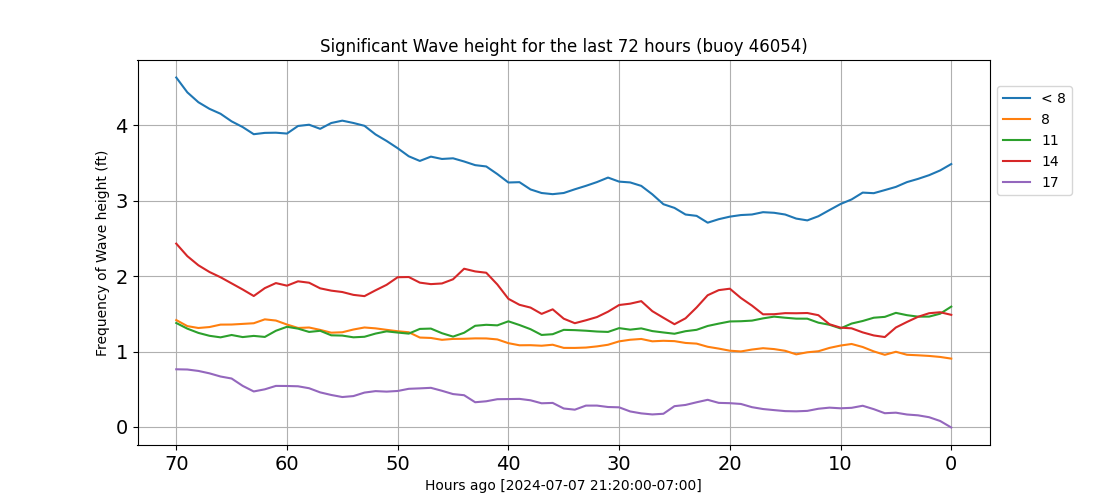 Significant Wave height for the last 72 hours (buoy 46054)
Frequency of Wave height (ft)
4
3
2
1
0
70 60 50 40 30 20 10 0
Hours ago [2024-07-07 21:20:00-07:00]
< 8
8
11
14
17